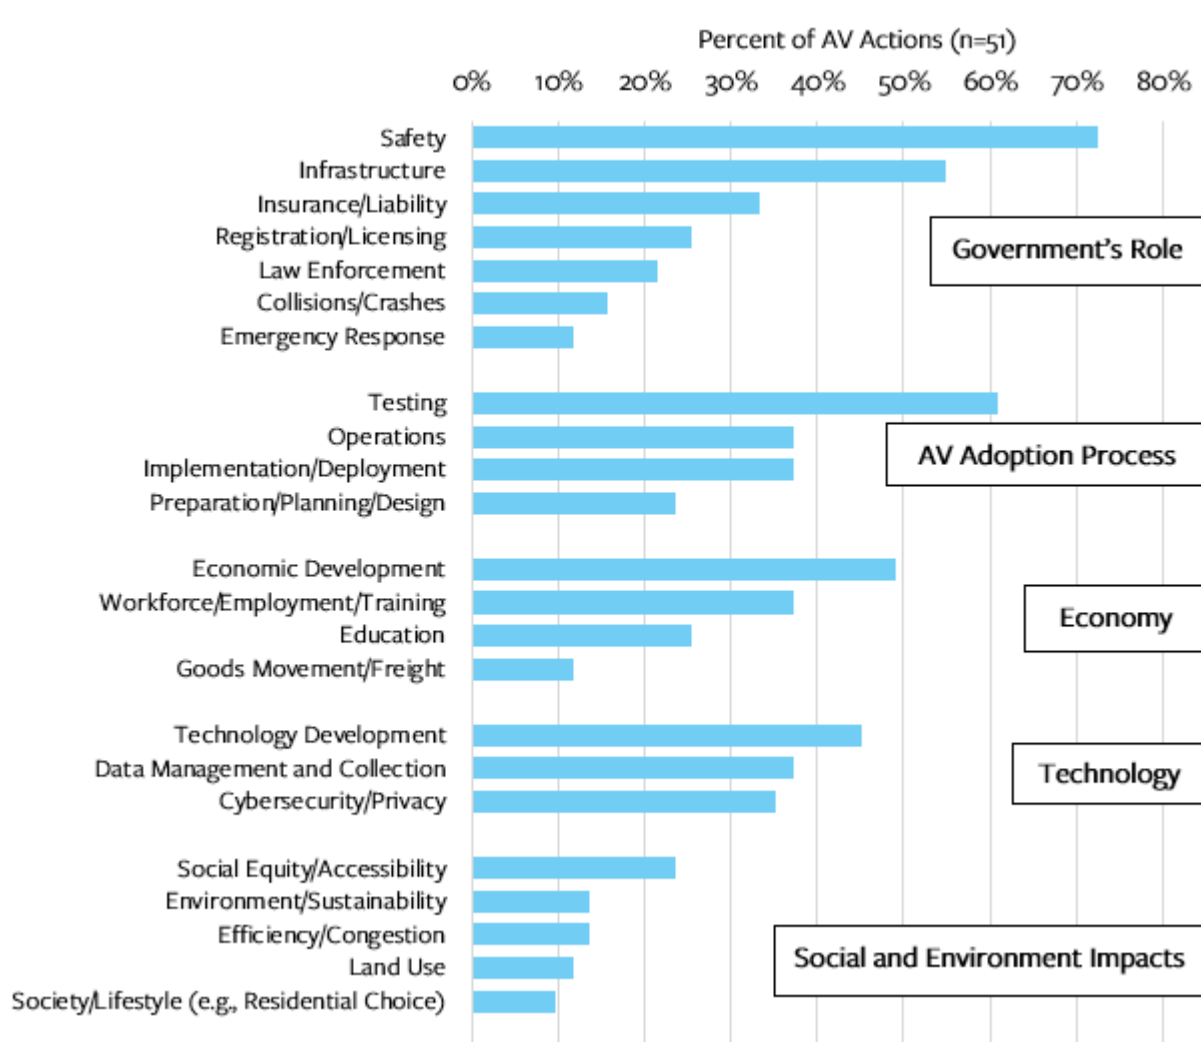 Percent of AV Actions (n=51)
0% 10% 20% 30% 40% 50% 60% 70% 80%
Safety
Infrastructure
Insurance/Liability
Registration/Licensing
Government's Role
Law Enforcement
Collisions/Crashes
Emergency Response
Testing
Operations
AV Adoption Process
Implementation/Deployment
Preparation/Planning/Design
Economic Development
Workforce/Employment/Training
Economy
Education
Goods Movement/Freight
Technology Development
Data Management and Collection
Technology
Cybersecurity/Privacy
Social Equity/Accessibility
Environment/Sustainability
Efficiency/Congestion
Social and Environment Impacts
Land Use
Society/Lifestyle (e.g., Residential Choice)